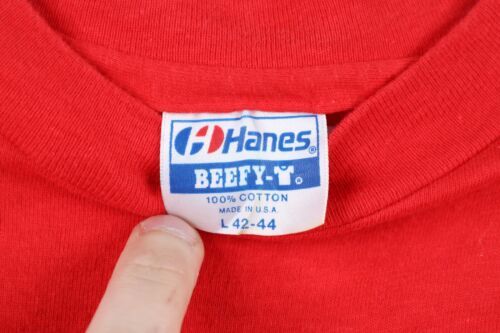 Hanes®
BEEFY-T®
100% COTTON
MADE IN U.S.A.
L 42-44